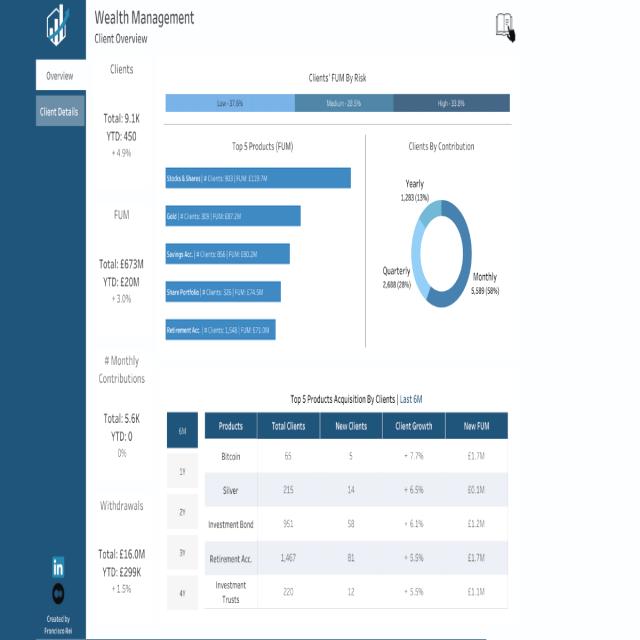 Wealth Management
Client Overview
Overview
Client Details
Clients
Total: 9.1K
YTD: 450
+ 4.9%
FUM
Total: £673M
YTD: £20M
+ 3.0%
# Monthly
Contributions
Total: 5.6K
YTD: 0
0%
Withdrawals
Total: £16.0M
YTD: £299K
+ 1.5%
Clients' FUM By Risk
Low - 37.6%
Medium - 28.5%
High - 33.8%
Top 5 Products (FUM)
Stocks & Shares | # Clients: 903 | FUM: £119.7M
Gold | # Clients: 309 | FUM: £87.2M
Savings Acc. | # Clients: 856 | FUM: £80.2M
Share Portfolio | # Clients: 326 | FUM: £74.5M
Retirement Acc. | # Clients: 1,548 | FUM: £71.0M
Clients By Contribution
Yearly
1,283 (13%)
Quarterly
2,688 (28%)
Monthly
5,589 (58%)
Top 5 Products Acquisition By Clients | Last 6M
6M
1Y
2Y
3Y
4Y
Products Total Clients New Clients Client Growth New FUM
Bitcoin 65 5 + 7.7% £1.7M
Silver 215 14 + 6.5% £0.1M
Investment Bond 951 58 + 6.1% £1.2M
Retirement Acc. 1,467 81 + 5.5% £1.7M
Investment
Trusts 220 12 + 5.5% £1.1M
in
Created by
Francisco Rei